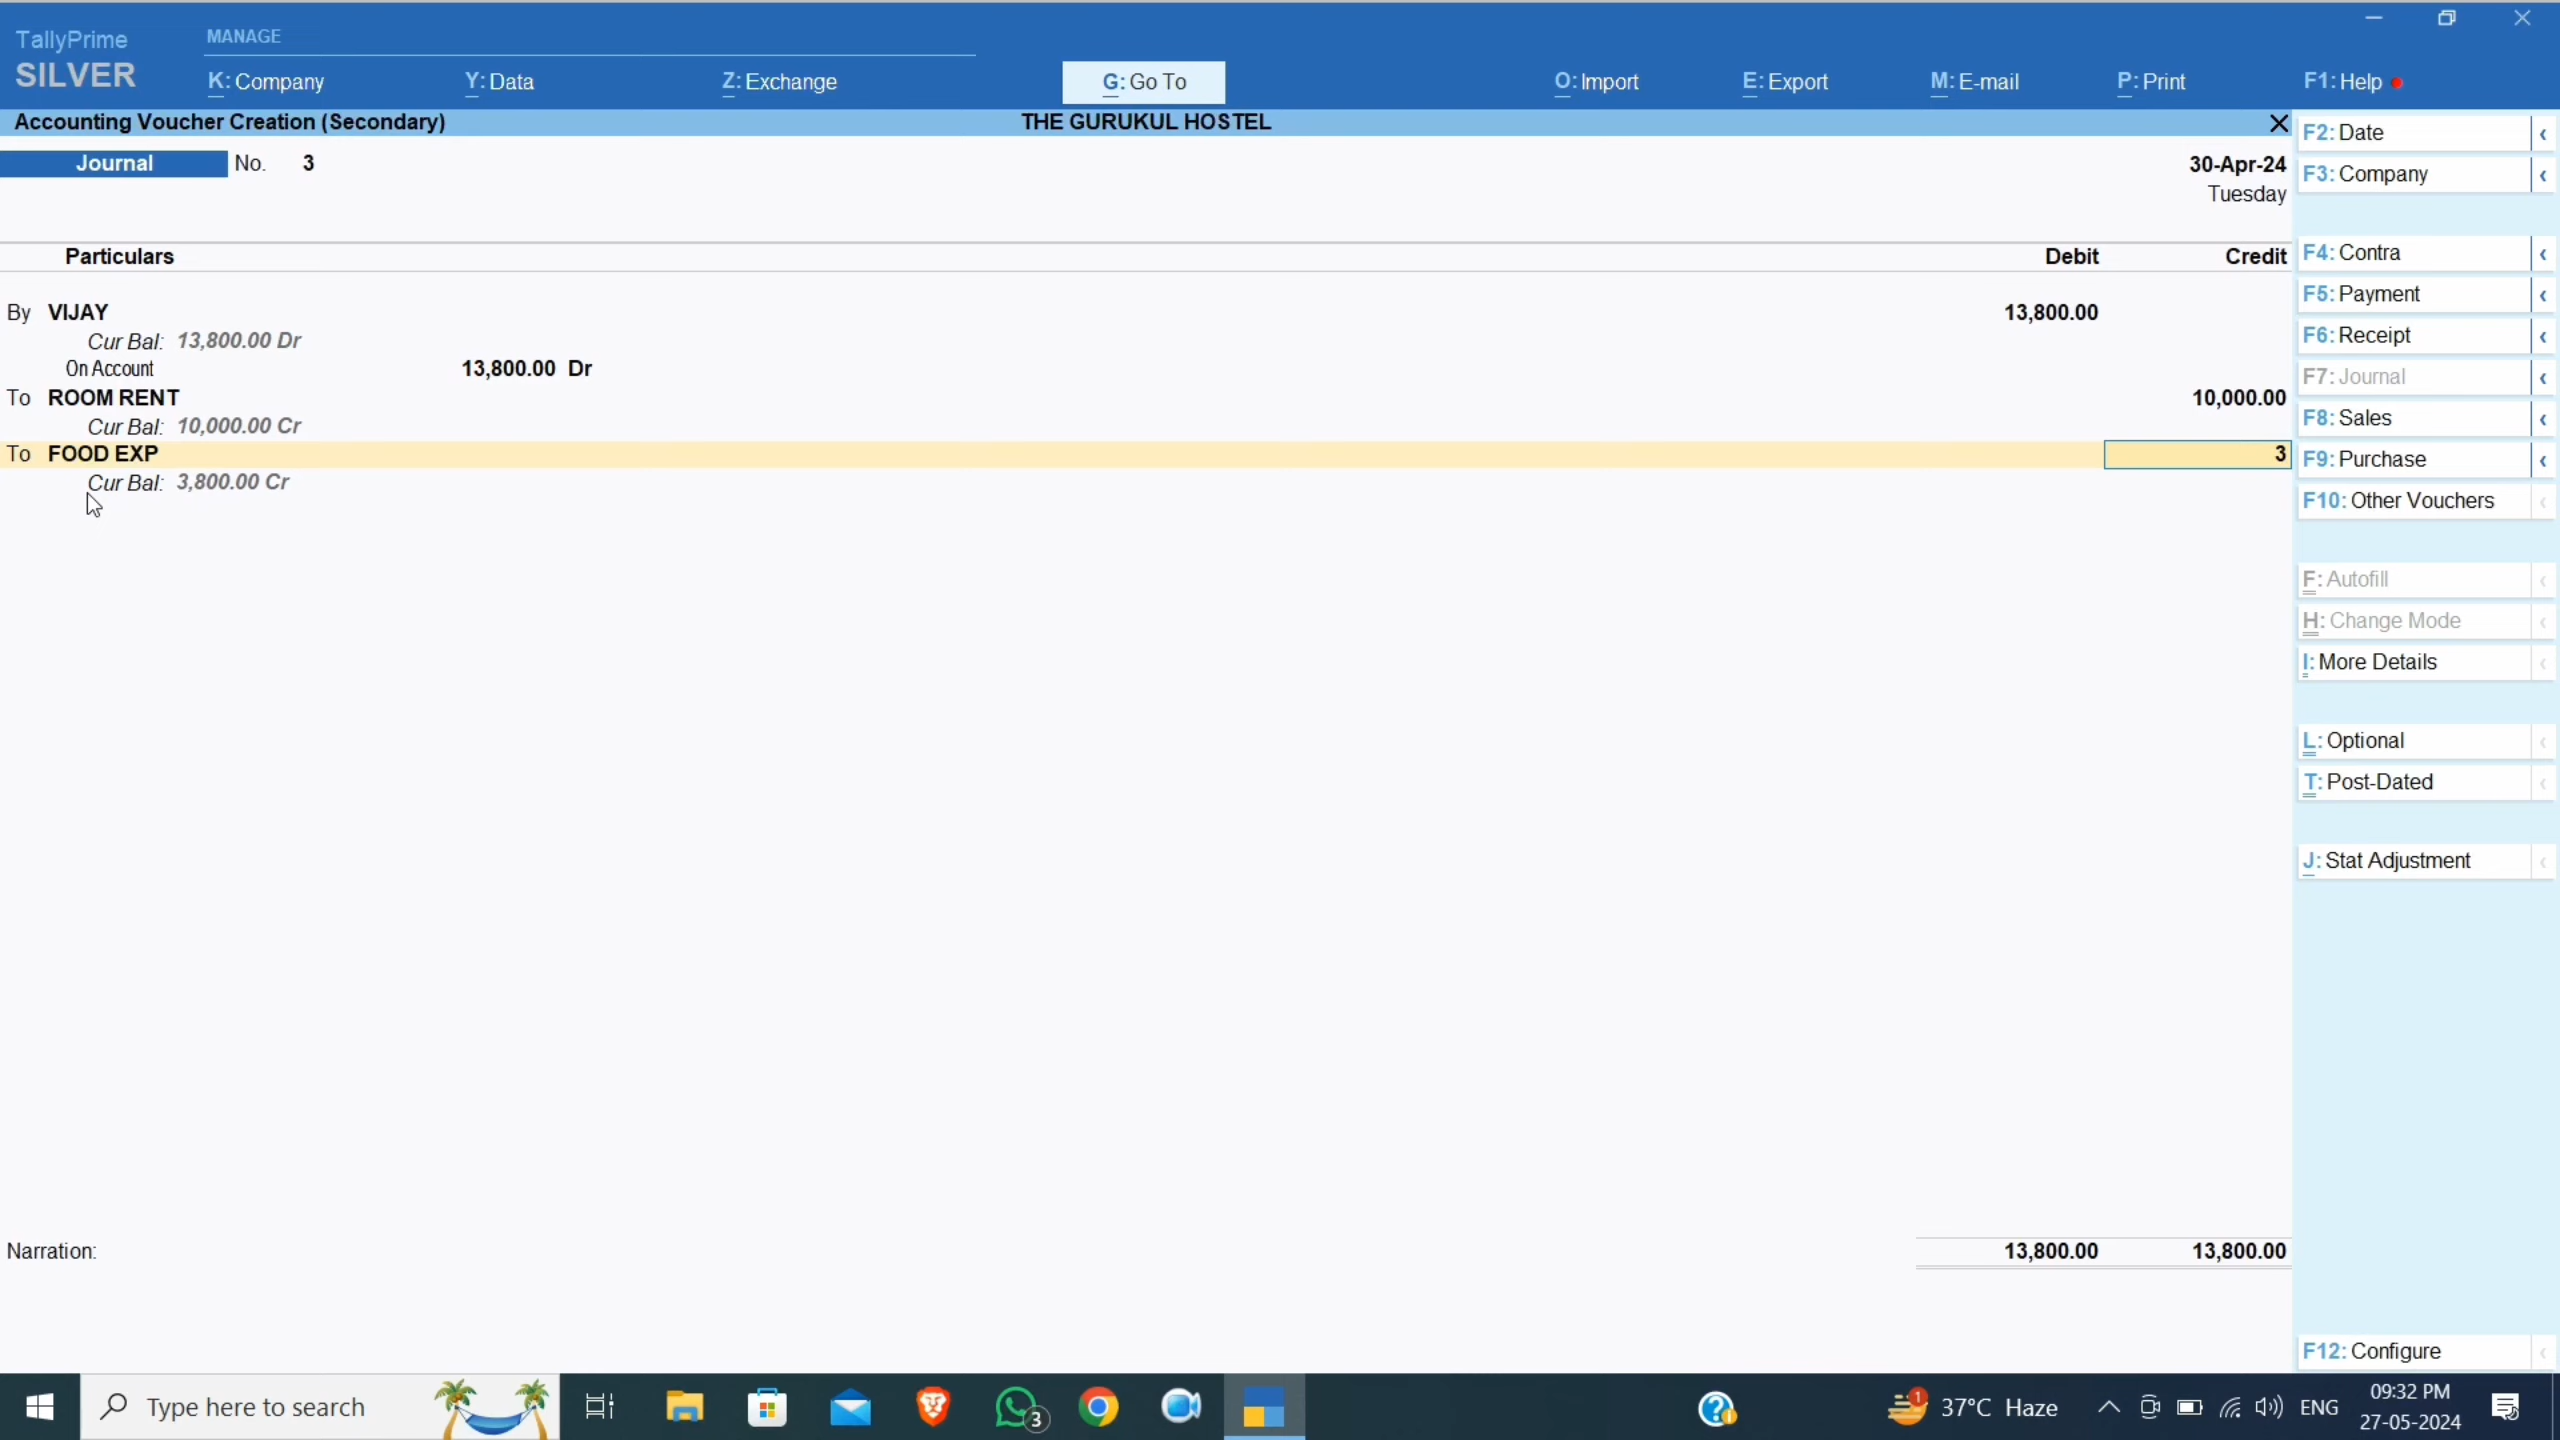 TallyPrime
SILVER
MANAGE
K: Company
Y: Data
Z: Exchange
G: Go To
O: Import
E: Export
M: E-mail
P: Print
F1: Help
Accounting Voucher Creation (Secondary)
THE GURUKUL HOSTEL
Journal No. 3
30-Apr-24
Tuesday
Particulars Debit Credit
By VIJAY 13,800.00
Cur Bal: 13,800.00 Dr
On Account 13,800.00 Dr
To ROOM RENT 10,000.00
Cur Bal: 10,000.00 Cr
To FOOD EXP 3
Cur Bal: 3,800.00 Cr
Narration: 13,800.00 13,800.00
F2: Date
F3: Company
F4: Contra
F5: Payment
F6: Receipt
F7: Journal
F8: Sales
F9: Purchase
F10: Other Vouchers
F: Autofill
H: Change Mode
I: More Details
L: Optional
T: Post-Dated
J: Stat Adjustment
F12: Configure
Type here to search
3
1
37°C Haze
ENG
09:32 PM
27-05-2024